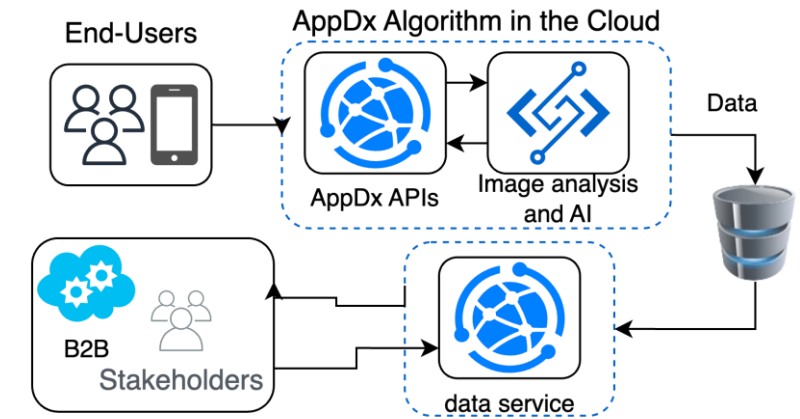 AppDx Algorithm in the Cloud
End-Users
Data
AppDx APIs
Image analysis
and AI
B2B
Stakeholders
data service